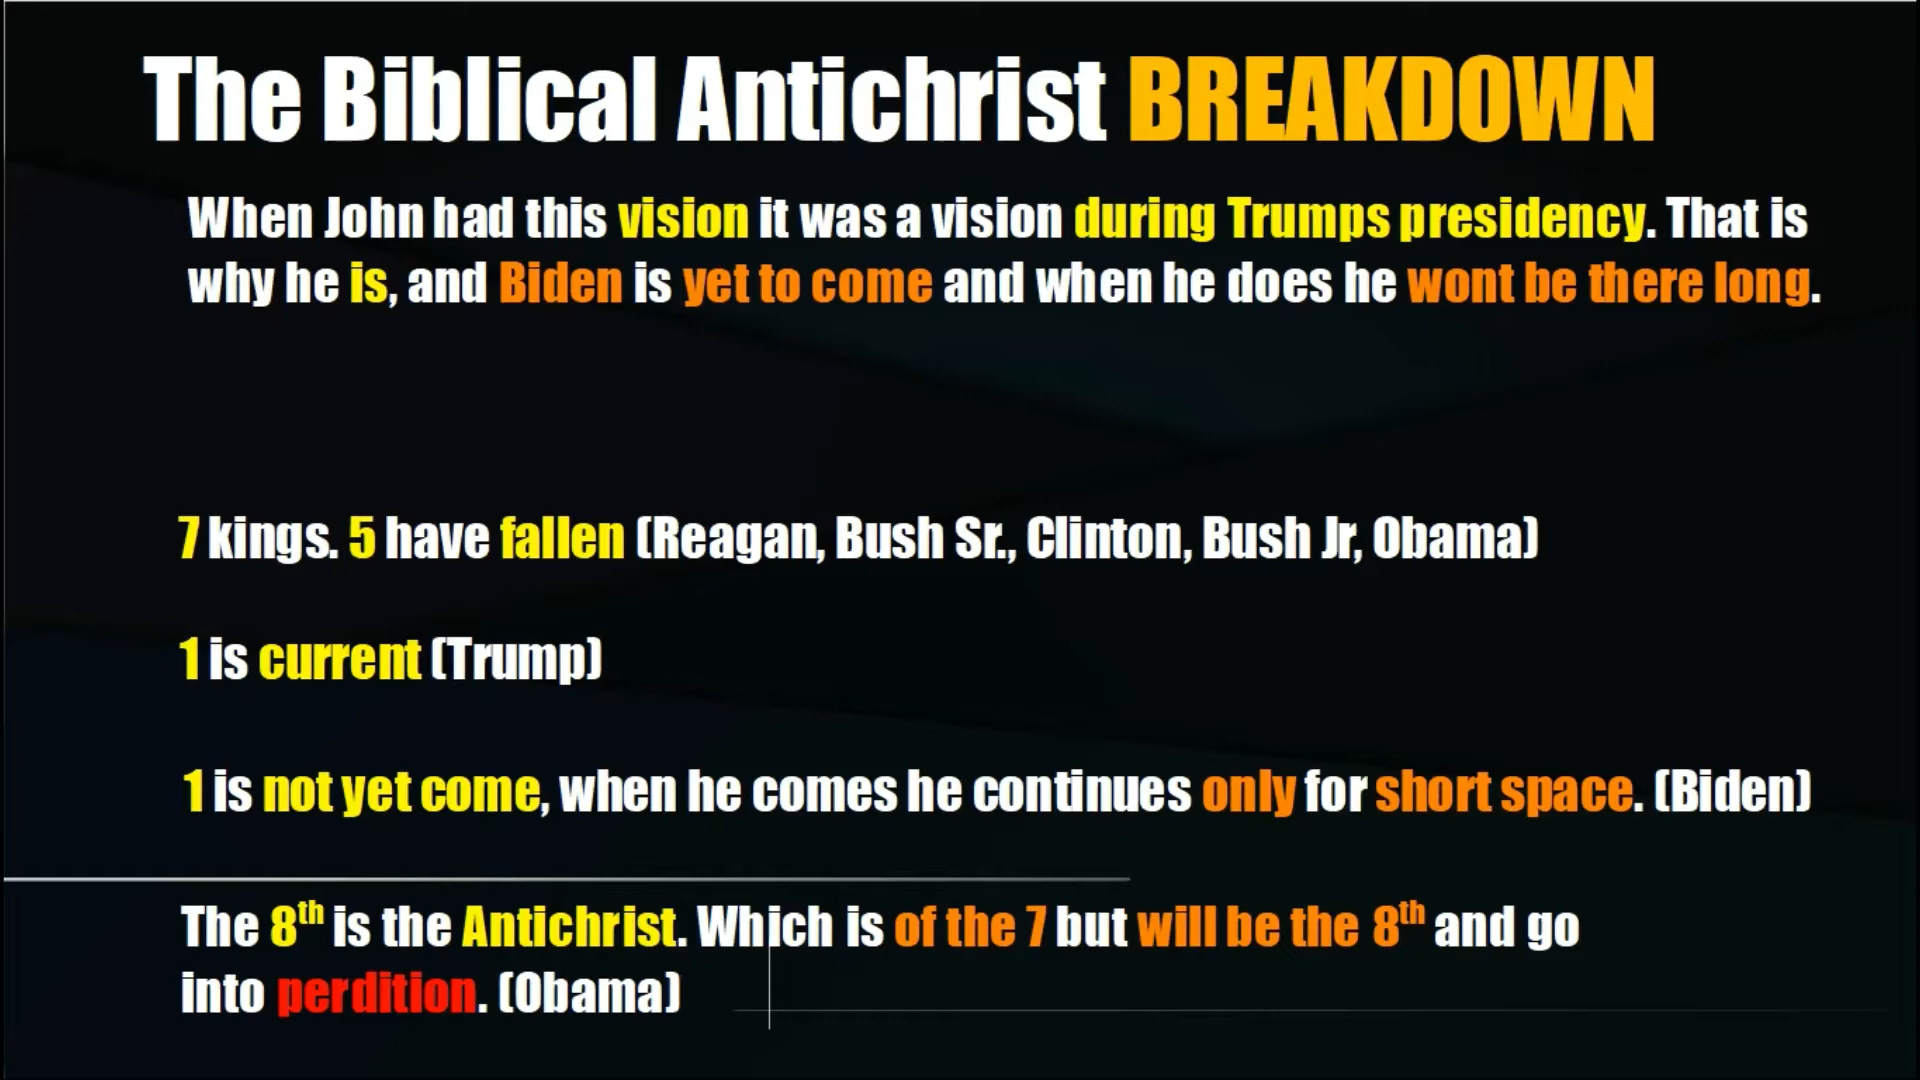 The Biblical Antichrist BREAKDOWN
When John had this vision it was a vision during Trumps presidency. That is
why he is, and Biden is yet to come and when he does he wont be there long.
7 kings. 5 have fallen (Reagan, Bush Sr., Clinton, Bush Jr, Obama)
1 is current (Trump)
1 is not yet come, when he comes he continues only for short space. (Biden)
The 8th is the Antichrist. Which is of the 7 but will be the 8th and go
into perdition. (Obama)